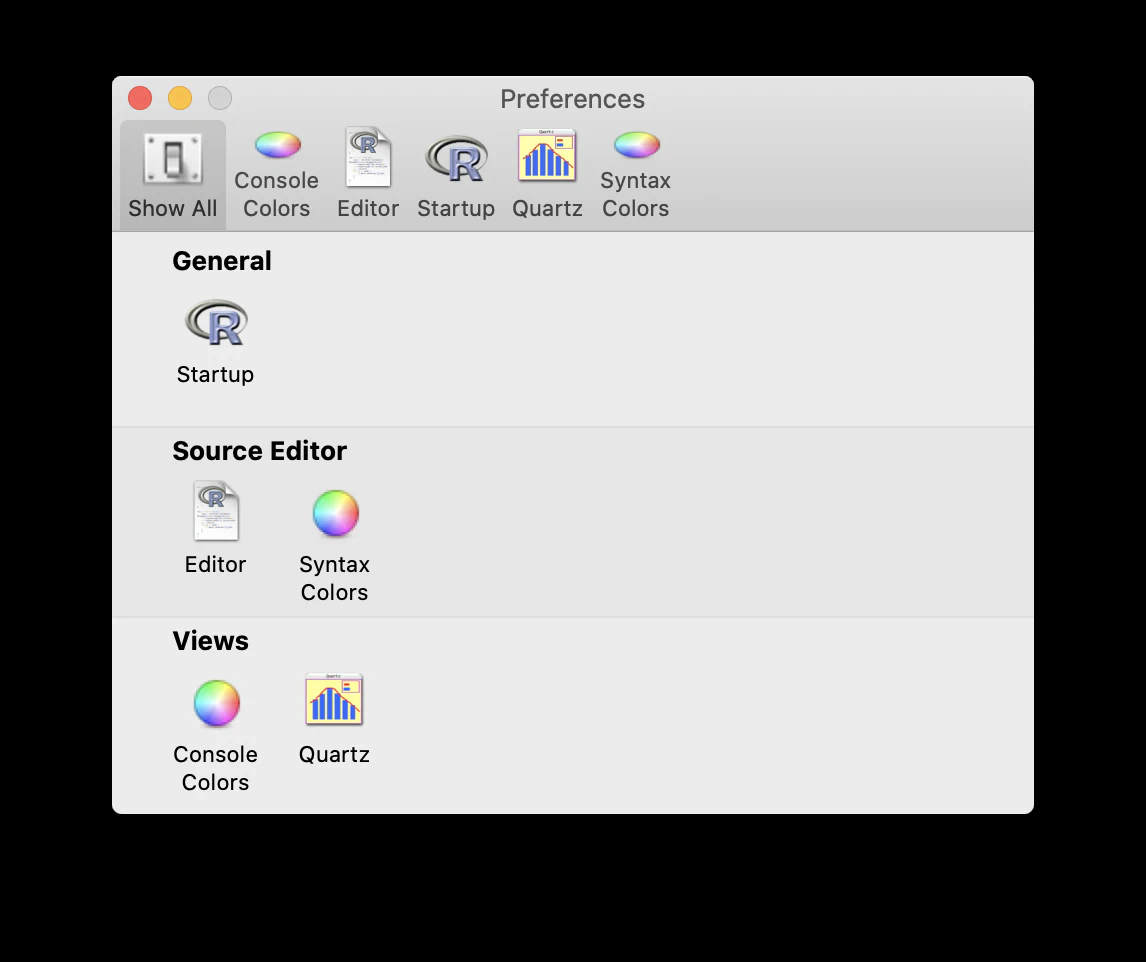 Preferences
Show All
Console
Colors
Editor
Startup
Quartz
Syntax
Colors
General
R
Startup
Source Editor
Editor
Syntax
Colors
Views
Console
Colors
Quartz